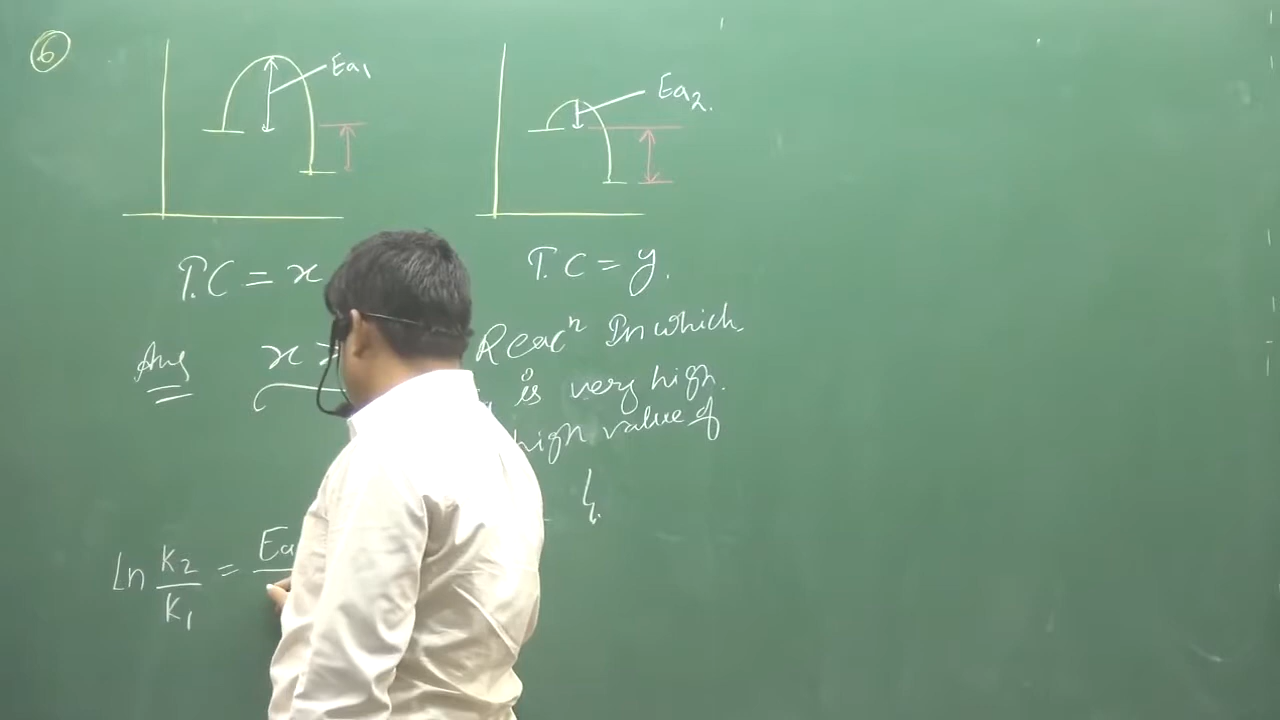 6
Ea1
Ea2.
T.C = x
T.C = y.
Ans
x
Reacⁿ In which
is very high.
high value of
ln K2/K1 = Ea